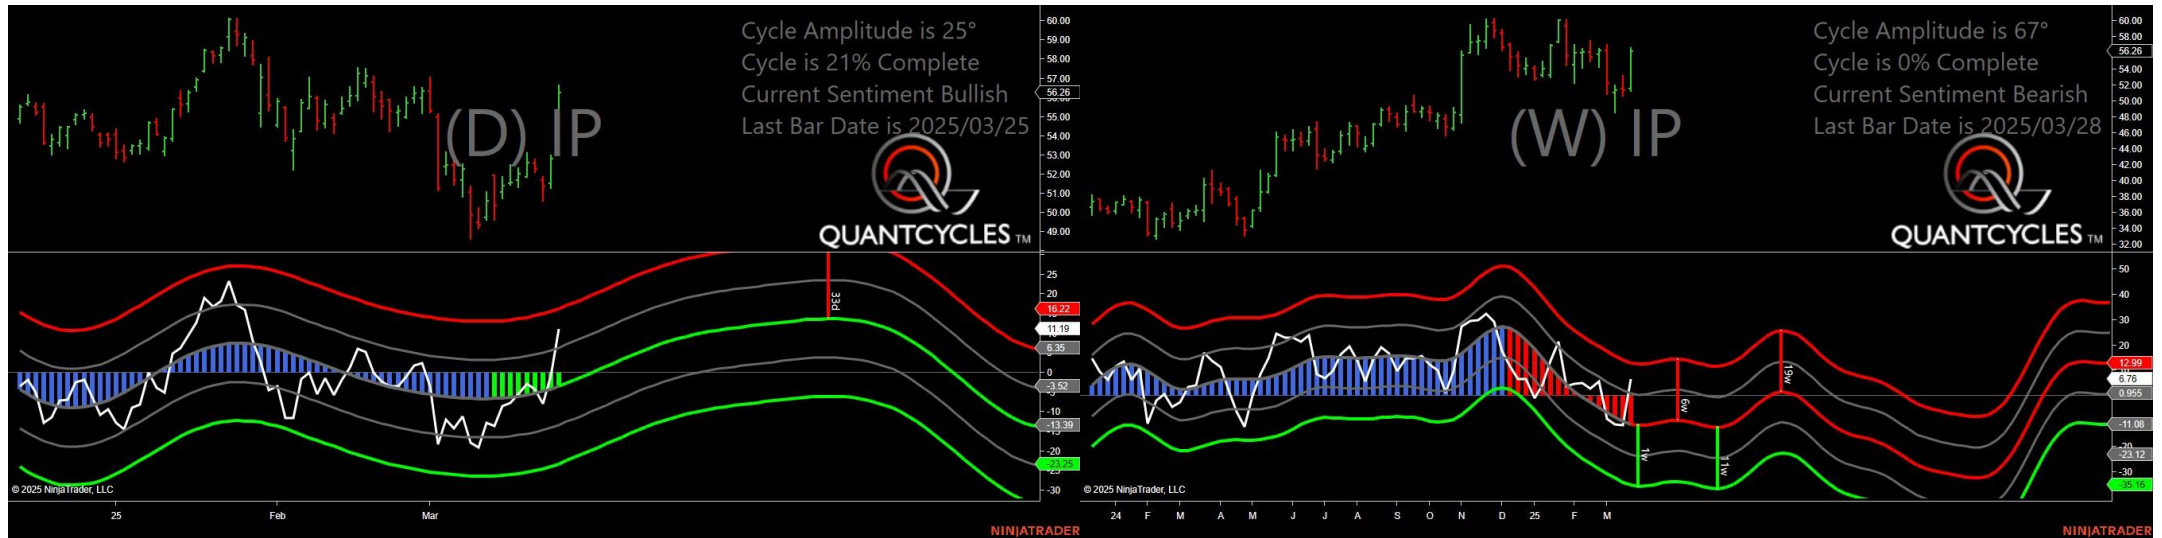 Cycle Amplitude is 25°
Cycle is 21% Complete
Current Sentiment Bullish
Last Bar Date is 2025/03/25
(D) IP
QUANTCYCLES TM
60.00
59.00
58.00
57.00
56.26
55.00
54.00
53.00
52.00
51.00
50.00
49.00
33d
25
20
16.22
11.19
6.35
0
-3.52
-10
-13.39
-20
-23.25
-30
© 2025 NinjaTrader, LLC
25
Feb
Mar
NINJATRADER
Cycle Amplitude is 67°
Cycle is 0% Complete
Current Sentiment Bearish
Last Bar Date is 2025/03/28
(W) IP
QUANTCYCLES TM
60.00
58.00
56.26
54.00
52.00
50.00
48.00
46.00
44.00
42.00
40.00
38.00
36.00
34.00
32.00
1w
6w
11w
19w
50
40
30
20
12.99
6.76
0.955
-11.08
-23.12
-30
-35.16
© 2025 NinjaTrader, LLC
24 F M A M J J A S O N D 25 F M
NINJATRADER